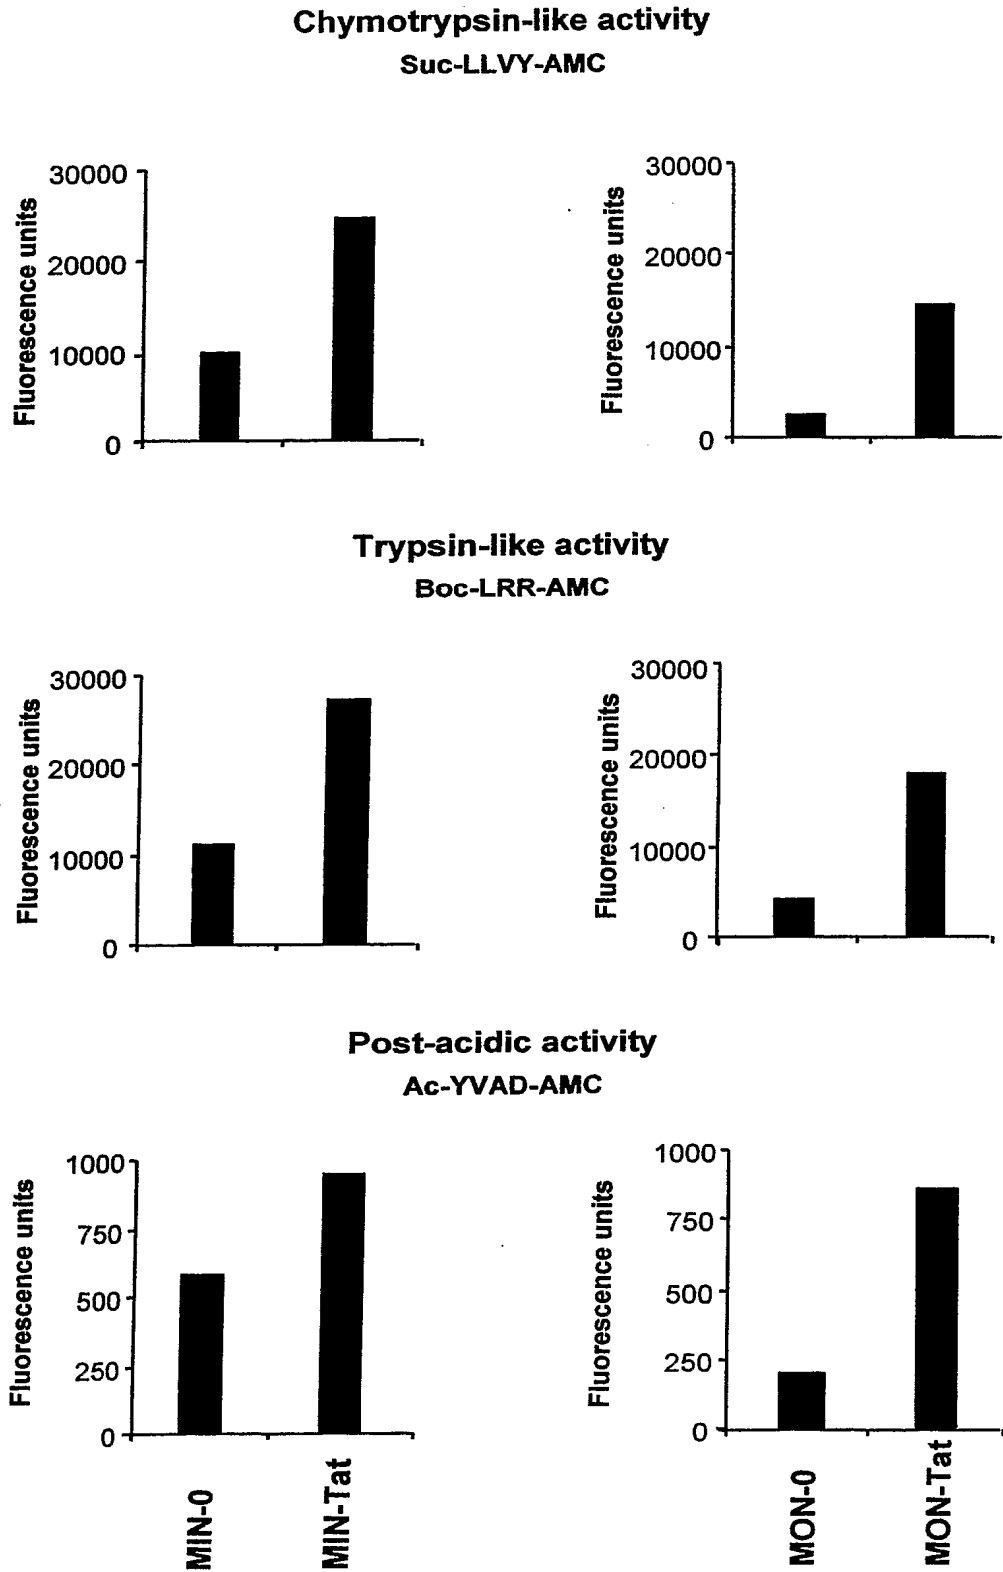 Chymotrypsin-like activity
Suc-LLVY-AMC
Fluorescence units
30000
20000
10000
0
Fluorescence units
30000
20000
10000
0
Trypsin-like activity
Boc-LRR-AMC
Fluorescence units
30000
20000
10000
0
Fluorescence units
30000
20000
10000
0
Post-acidic activity
Ac-YVAD-AMC
Fluorescence units
1000
750
500
250
0
MIN-0
MIN-Tat
Fluorescence units
1000
750
500
250
0
MON-0
MON-Tat